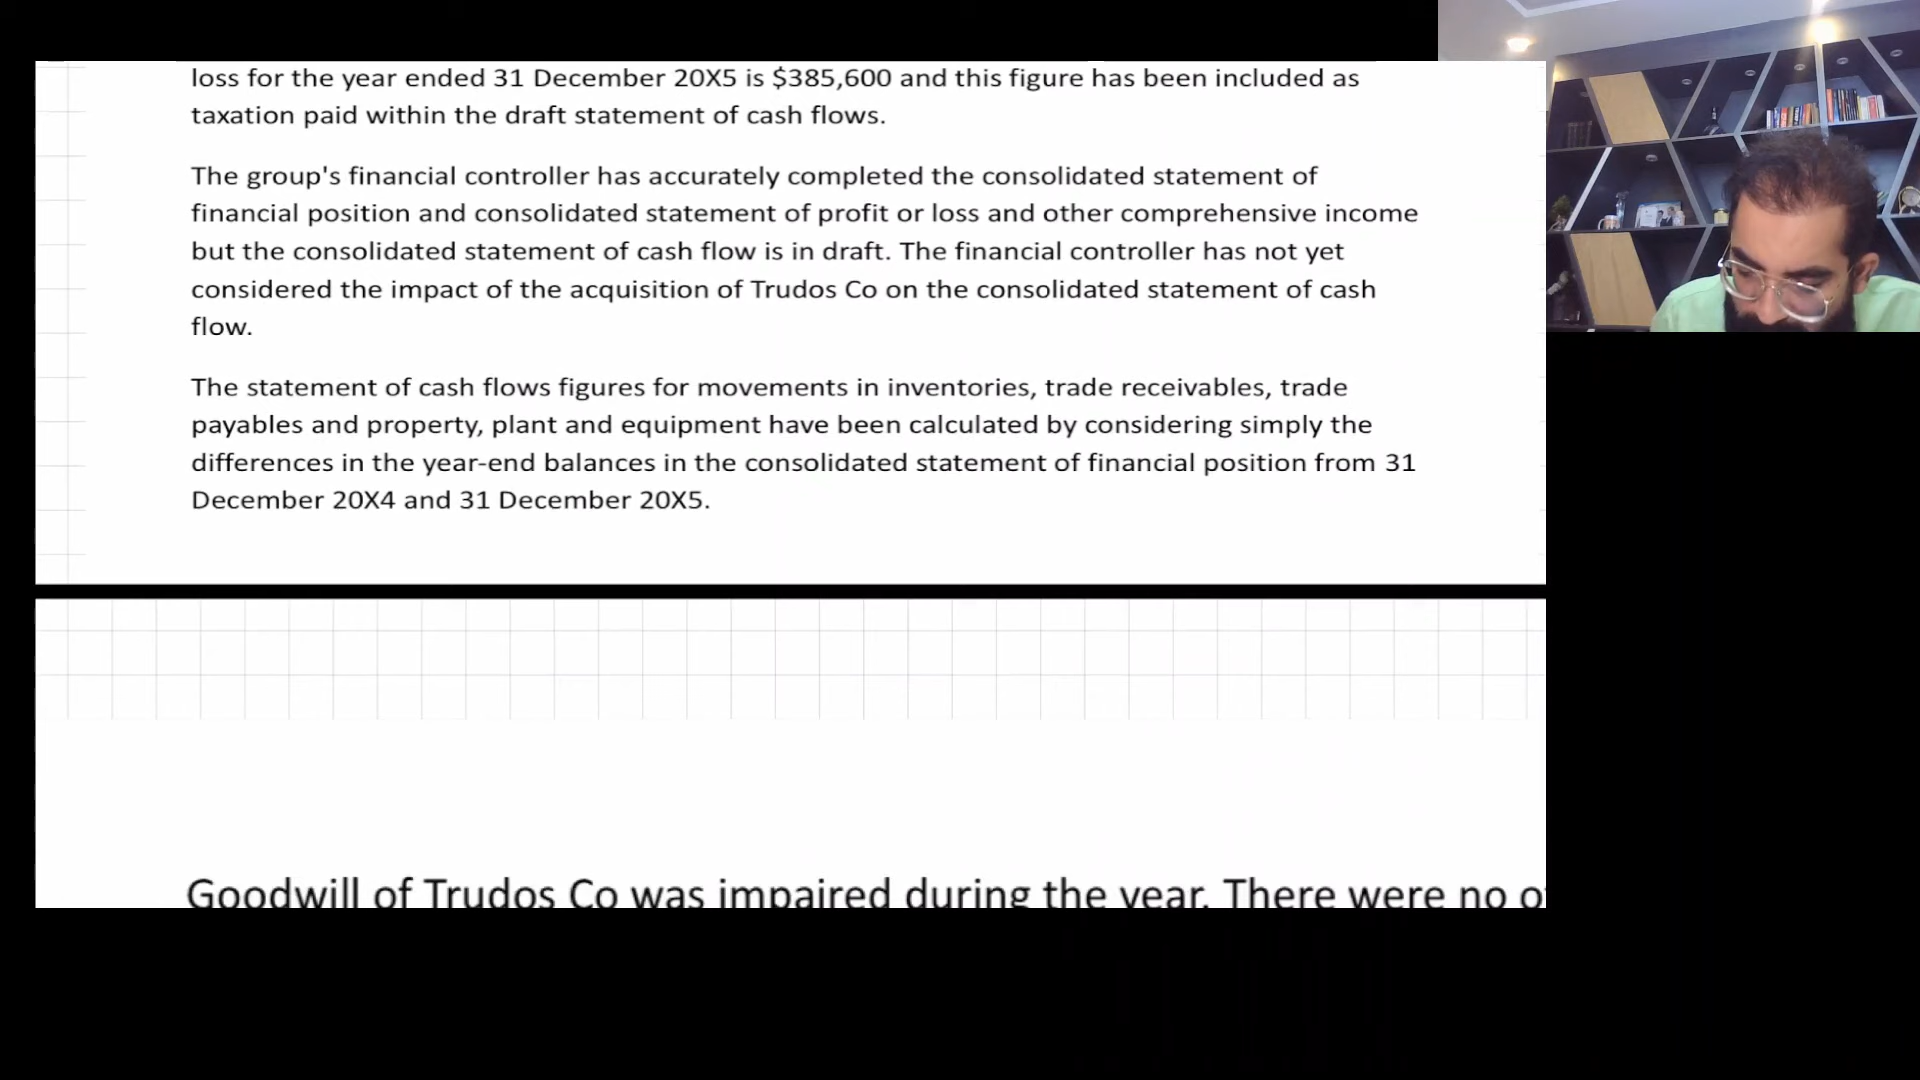 loss for the year ended 31 December 20X5 is $385,600 and this figure has been included as
taxation paid within the draft statement of cash flows.
The group's financial controller has accurately completed the consolidated statement of
financial position and consolidated statement of profit or loss and other comprehensive income
but the consolidated statement of cash flow is in draft. The financial controller has not yet
considered the impact of the acquisition of Trudos Co on the consolidated statement of cash
flow.
The statement of cash flows figures for movements in inventories, trade receivables, trade
payables and property, plant and equipment have been calculated by considering simply the
differences in the year-end balances in the consolidated statement of financial position from 31
December 20X4 and 31 December 20X5.
Goodwill of Trudos Co was impaired during the year. There were no